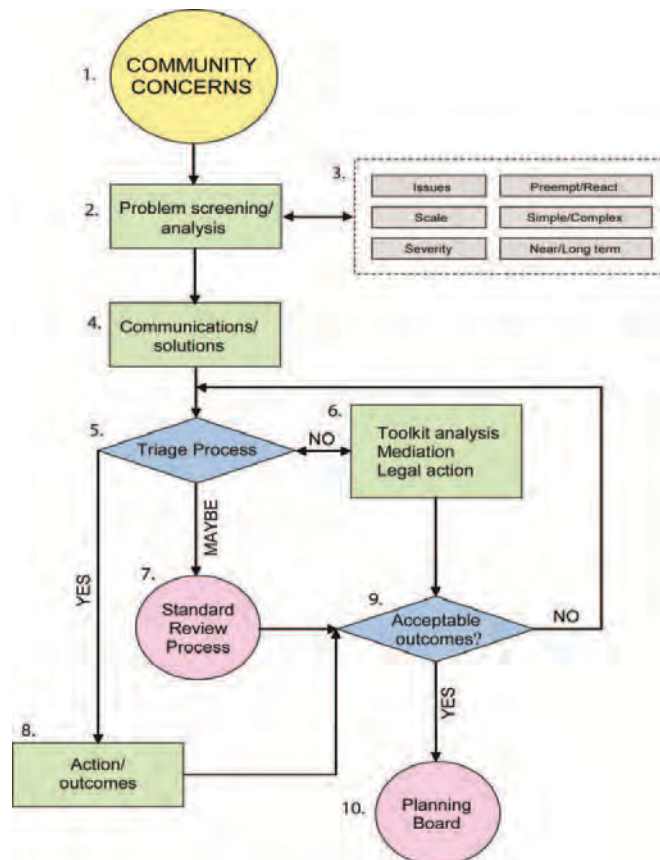 1.
COMMUNITY
CONCERNS
2.
Problem screening/
analysis
3.
Issues
Preempt/React
Scale
Simple/Complex
Severity
Near/Long term
4.
Communications/
solutions
5.
Triage Process
NO
6.
Toolkit analysis
Mediation
Legal action
YES
MAYBE
7.
Standard
Review
Process
9.
Acceptable
outcomes?
NO
YES
8.
Action/
outcomes
10.
Planning
Board